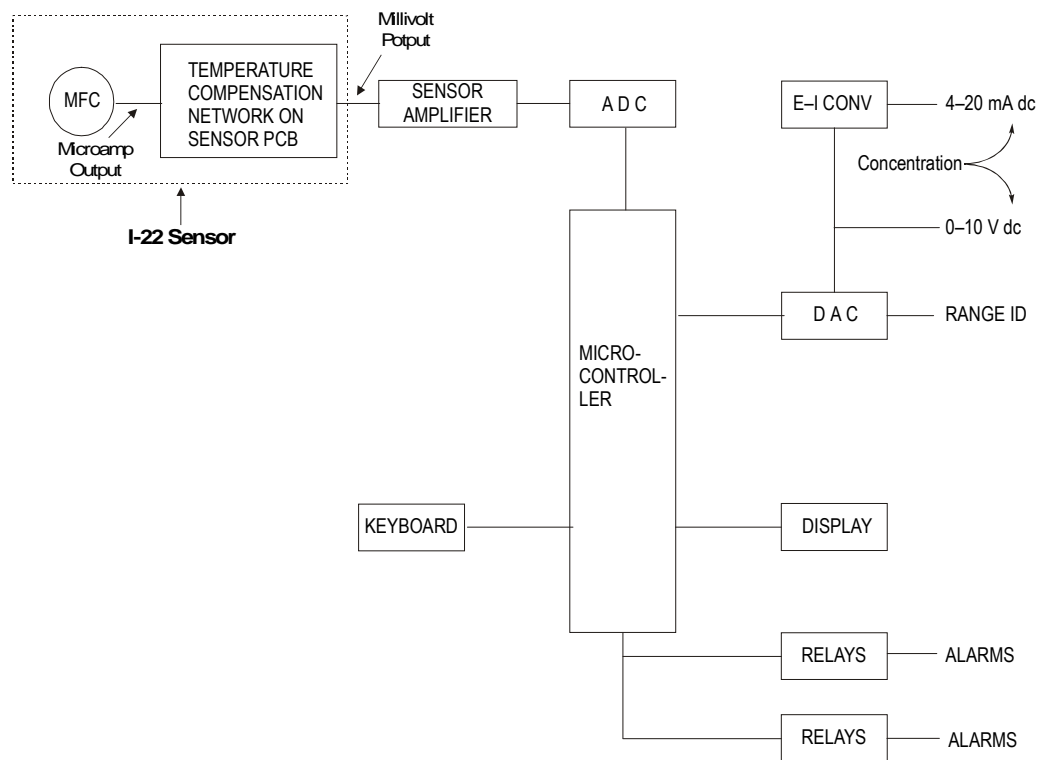 Millivolt
Potput
MFC
TEMPERATURE
COMPENSATION
NETWORK ON
SENSOR PCB
Microamp
Output
I-22 Sensor
SENSOR
AMPLIFIER
A D C
E–I CONV
4–20 mA dc
Concentration
0–10 V dc
D A C
RANGE ID
MICRO-
CONTROL-
LER
KEYBOARD
DISPLAY
RELAYS
ALARMS
RELAYS
ALARMS